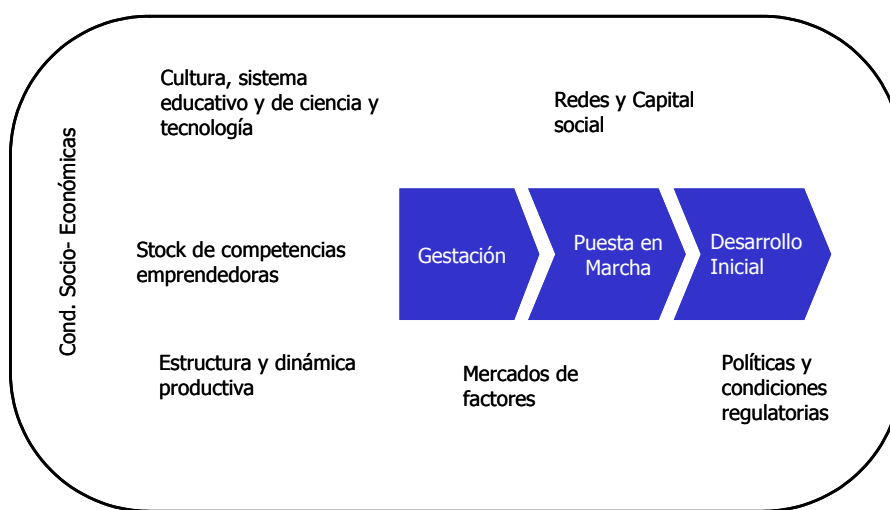 Cultura, sistema
educativo y de ciencia y
tecnología
Redes y Capital
social
Cond. Socio- Económicas
Stock de competencias
emprendedoras
Gestación
Puesta en
Marcha
Desarrollo
Inicial
Estructura y dinámica
productiva
Mercados de
factores
Políticas y
condiciones
regulatorias